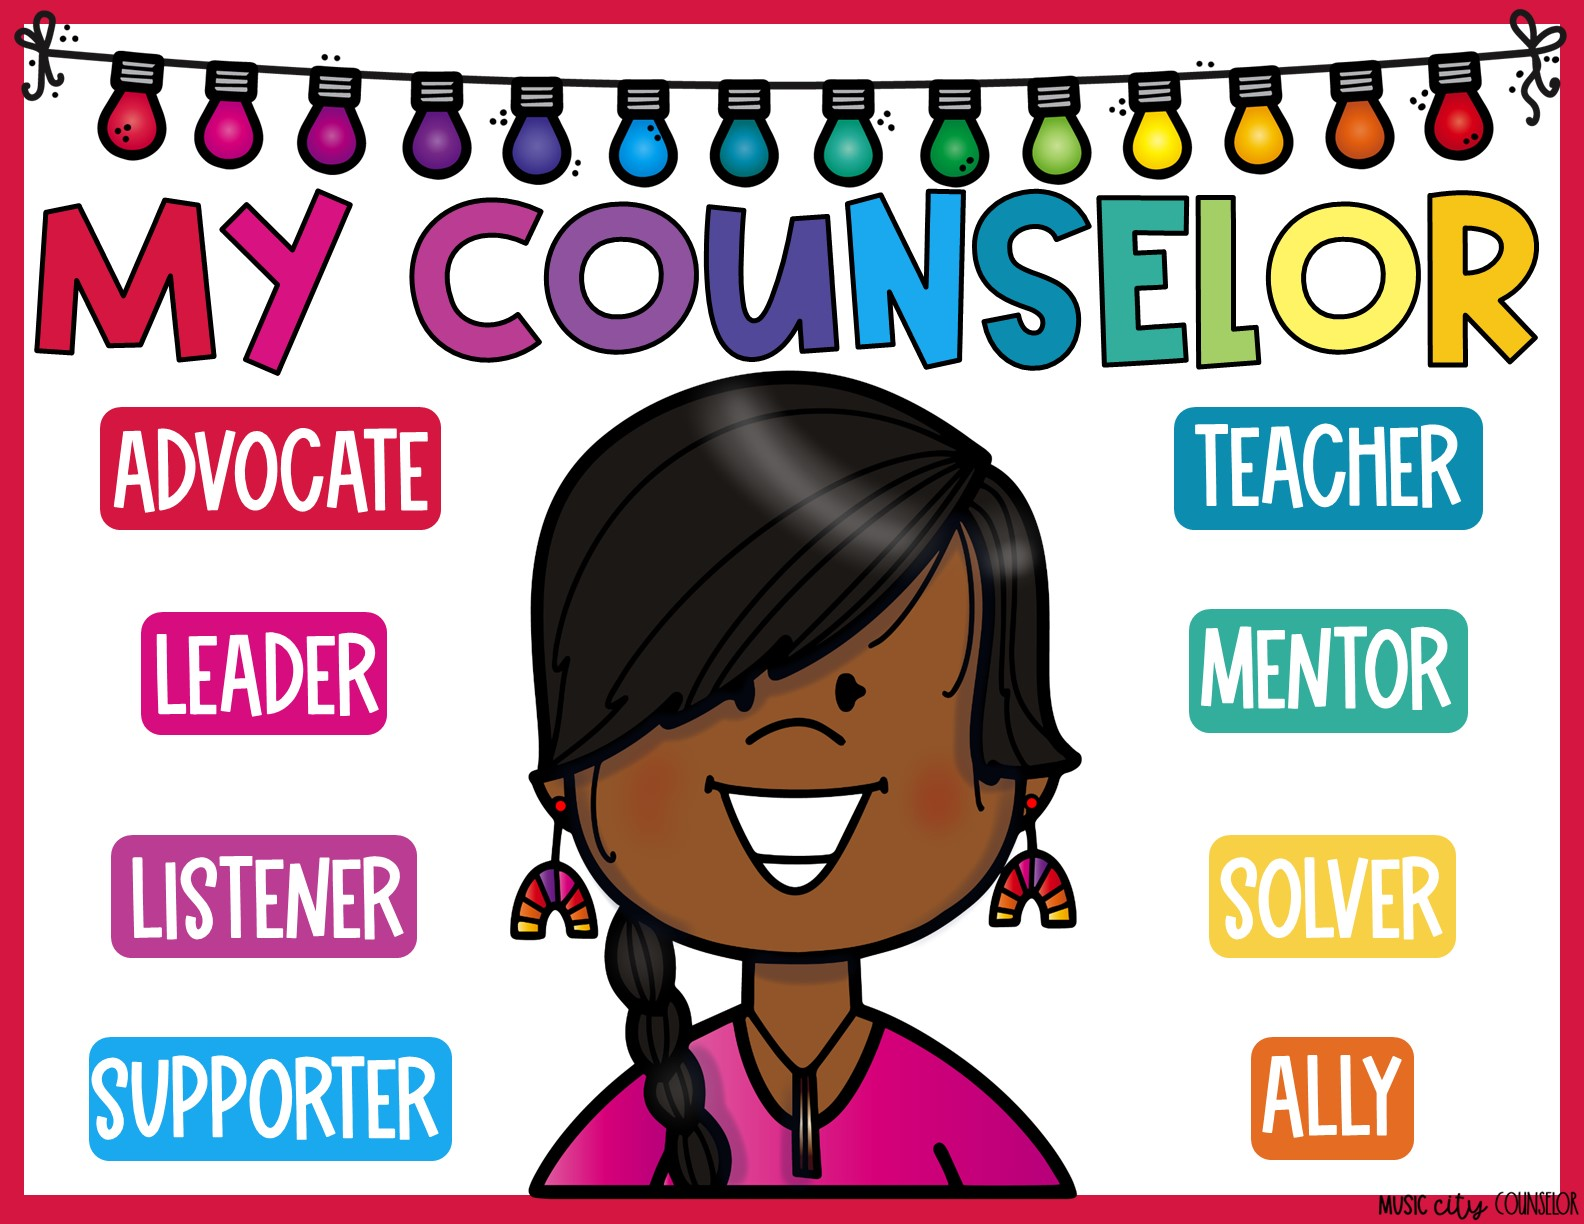 MY COUNSELOR
ADVOCATE
LEADER
LISTENER
SUPPORTER
TEACHER
MENTOR
SOLVER
ALLY
MUSIC city COUNSELOR